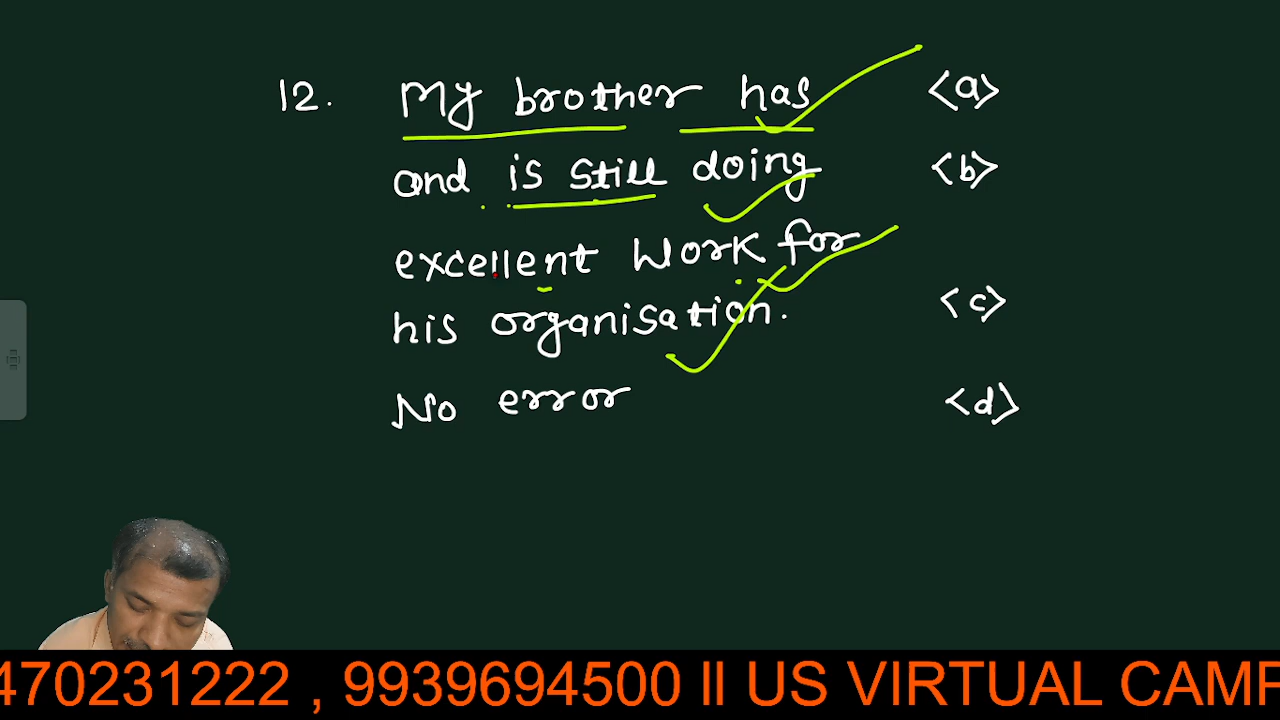 12. My brother has <a>
and is still doing <b>
excellent work for
his organisation. <c>
No error <d>
470231222 , 9939694500 II US VIRTUAL CAMP